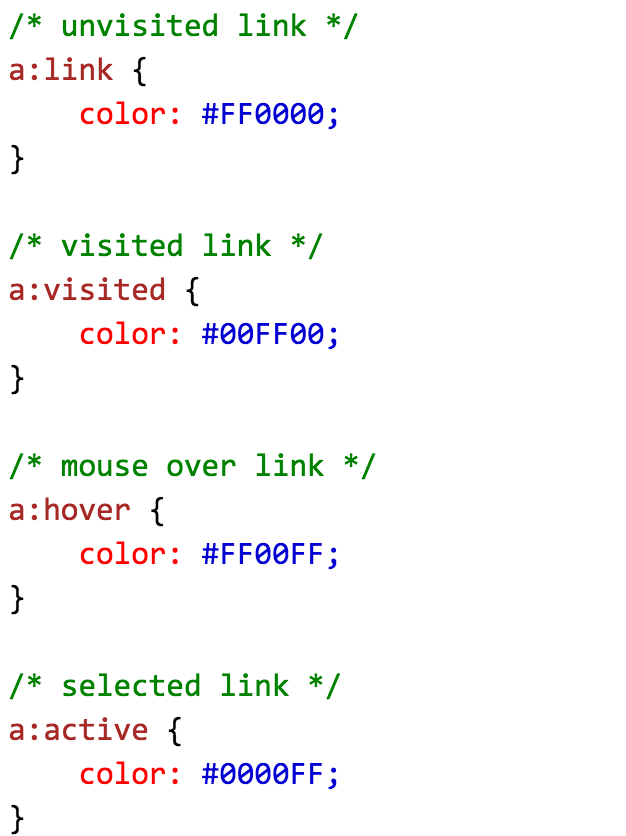 /* unvisited link */
a:link {
    color: #FF0000;
}

/* visited link */
a:visited {
    color: #00FF00;
}

/* mouse over link */
a:hover {
    color: #FF00FF;
}

/* selected link */
a:active {
    color: #0000FF;
}